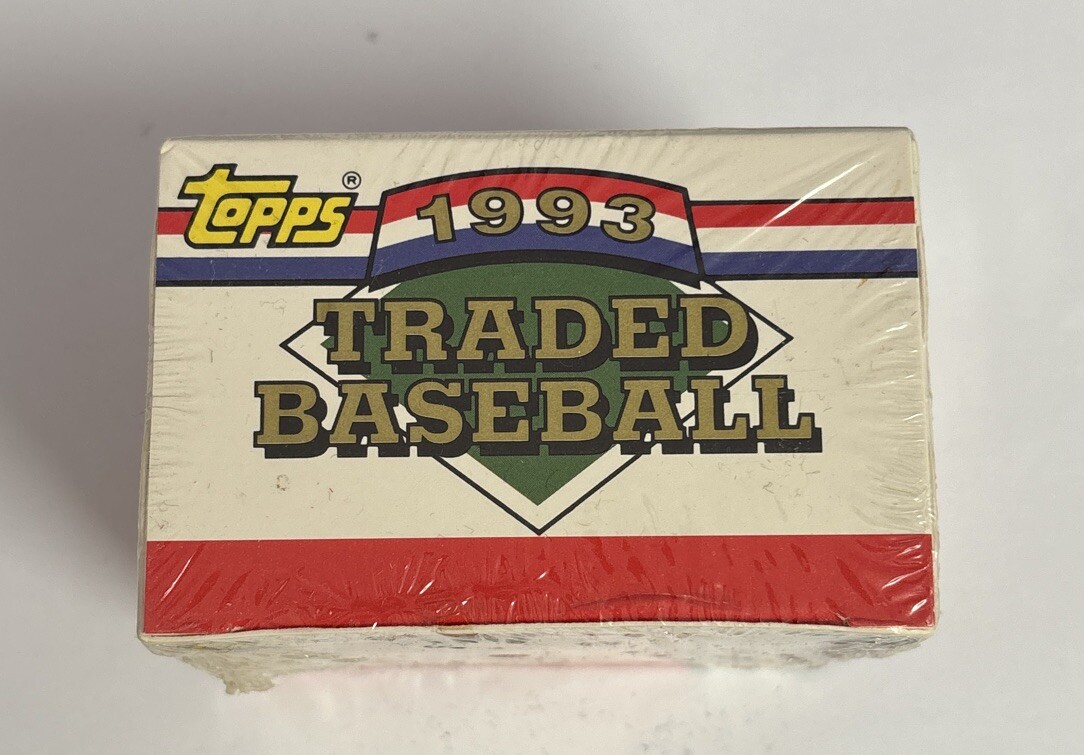 topps®
1993
TRADED
BASEBALL